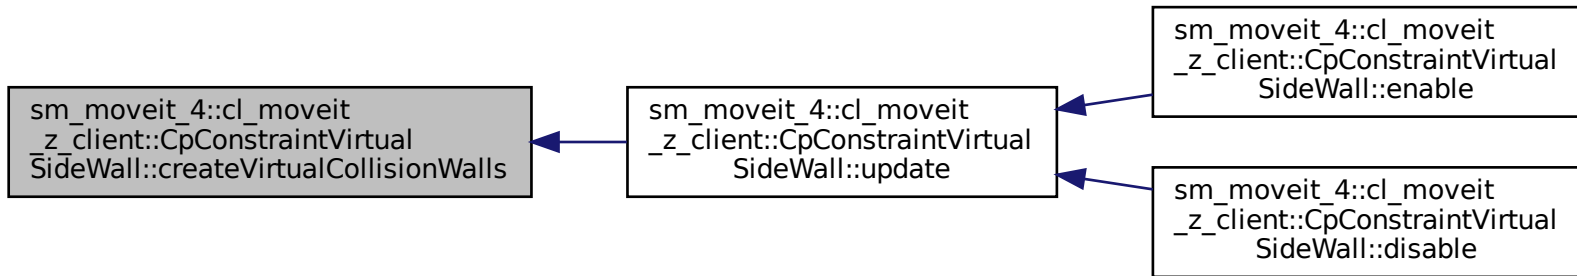 sm_moveit_4::cl_moveit
_z_client::CpConstraintVirtual
SideWall::createVirtualCollisionWalls
sm_moveit_4::cl_moveit
_z_client::CpConstraintVirtual
SideWall::update
sm_moveit_4::cl_moveit
_z_client::CpConstraintVirtual
SideWall::enable
sm_moveit_4::cl_moveit
_z_client::CpConstraintVirtual
SideWall::disable